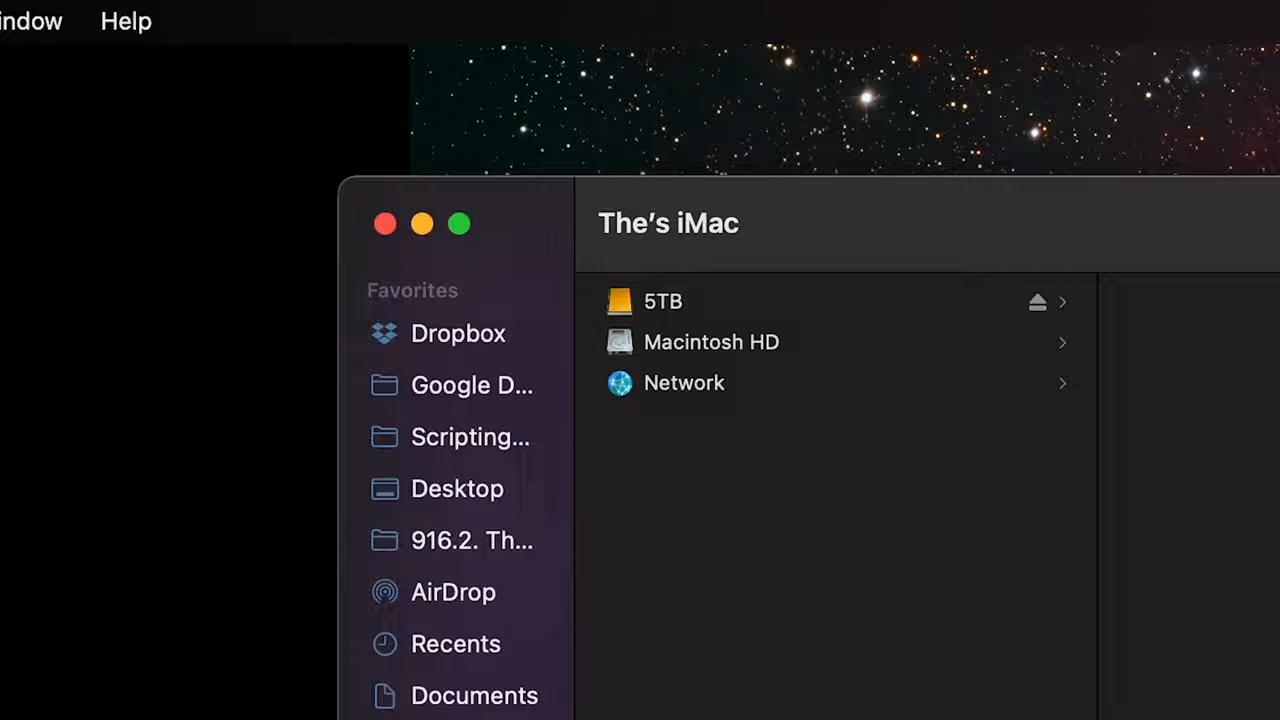 indow Help
The's iMac
Favorites
Dropbox
Google D...
Scripting...
Desktop
916.2. Th...
AirDrop
Recents
Documents
5TB
Macintosh HD
Network